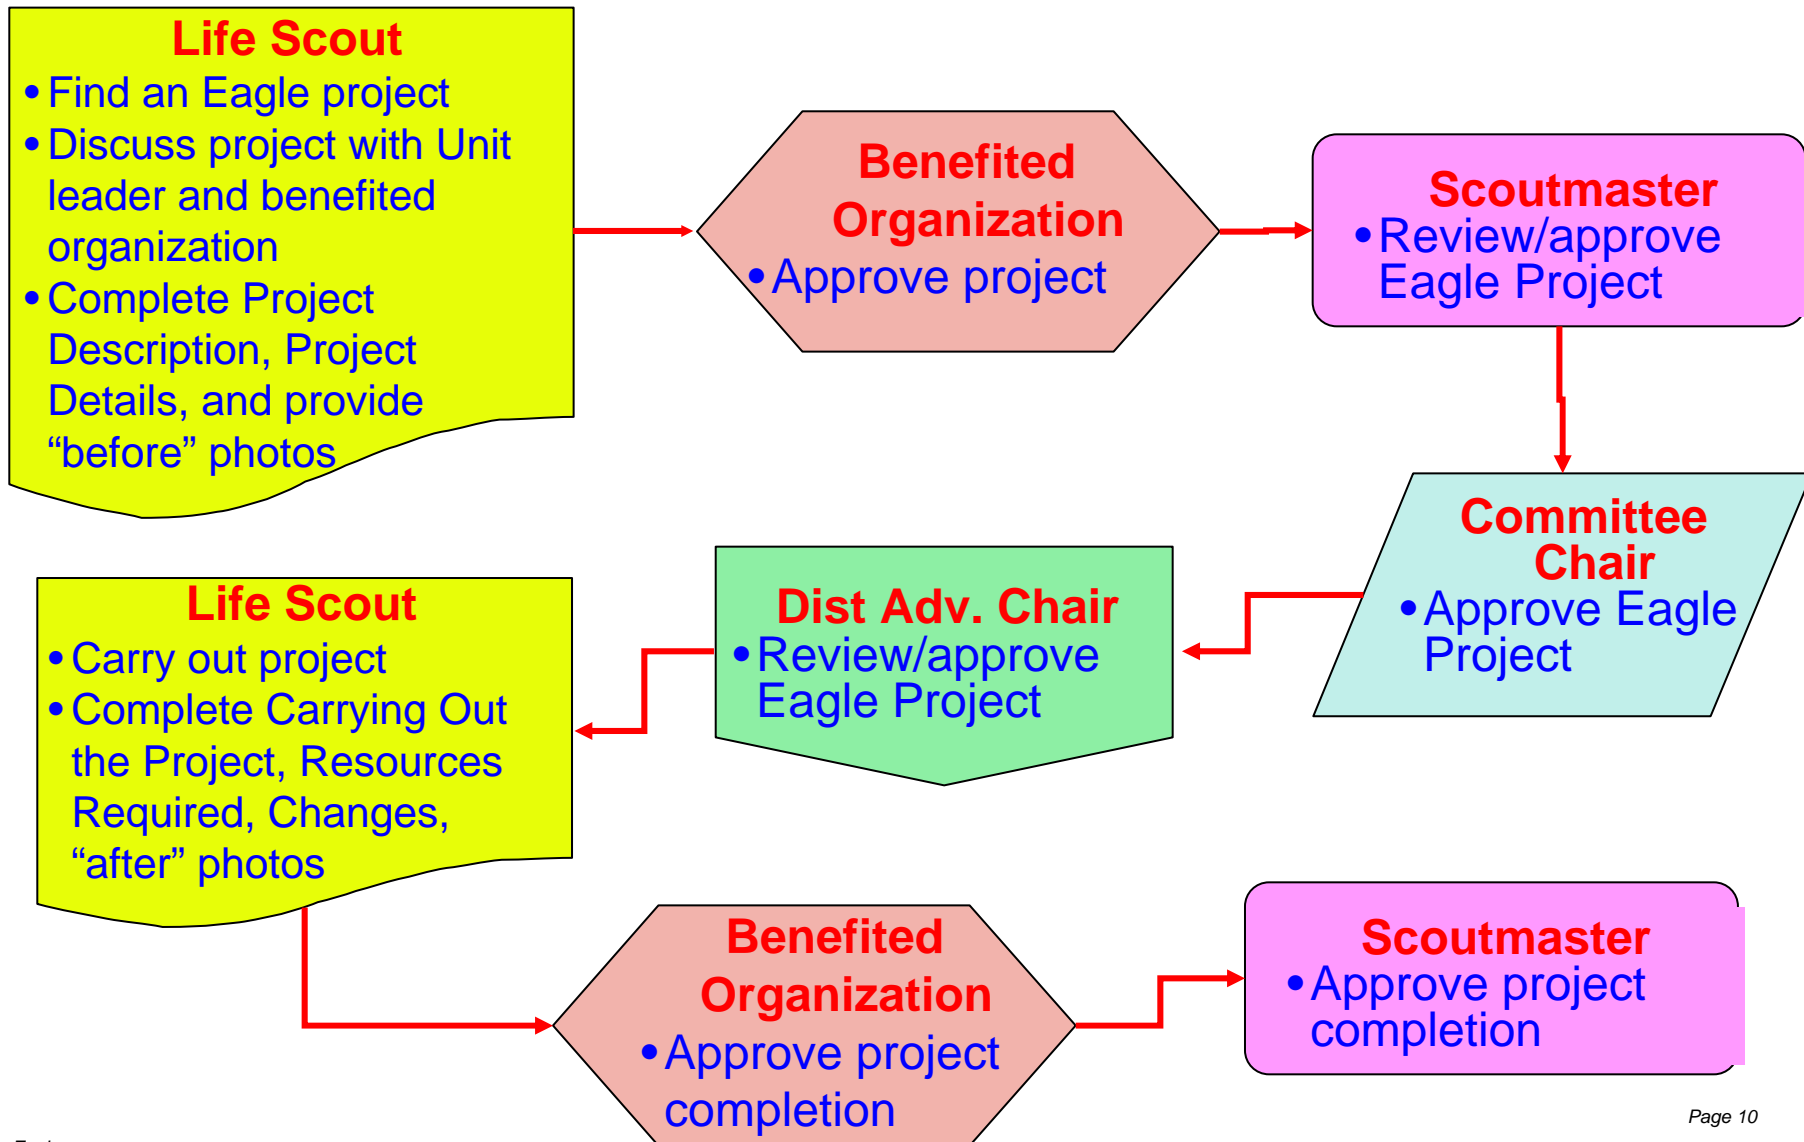 Life Scout
• Find an Eagle project
• Discuss project with Unit
leader and benefited
organization
• Complete Project
Description, Project
Details, and provide
“before” photos
Benefited
Organization
• Approve project
Scoutmaster
• Review/approve
Eagle Project
Committee
Chair
• Approve Eagle
Project
Dist Adv. Chair
• Review/approve
Eagle Project
Life Scout
• Carry out project
• Complete Carrying Out
the Project, Resources
Required, Changes,
“after” photos
Benefited
Organization
• Approve project
completion
Scoutmaster
• Approve project
completion
Page 10